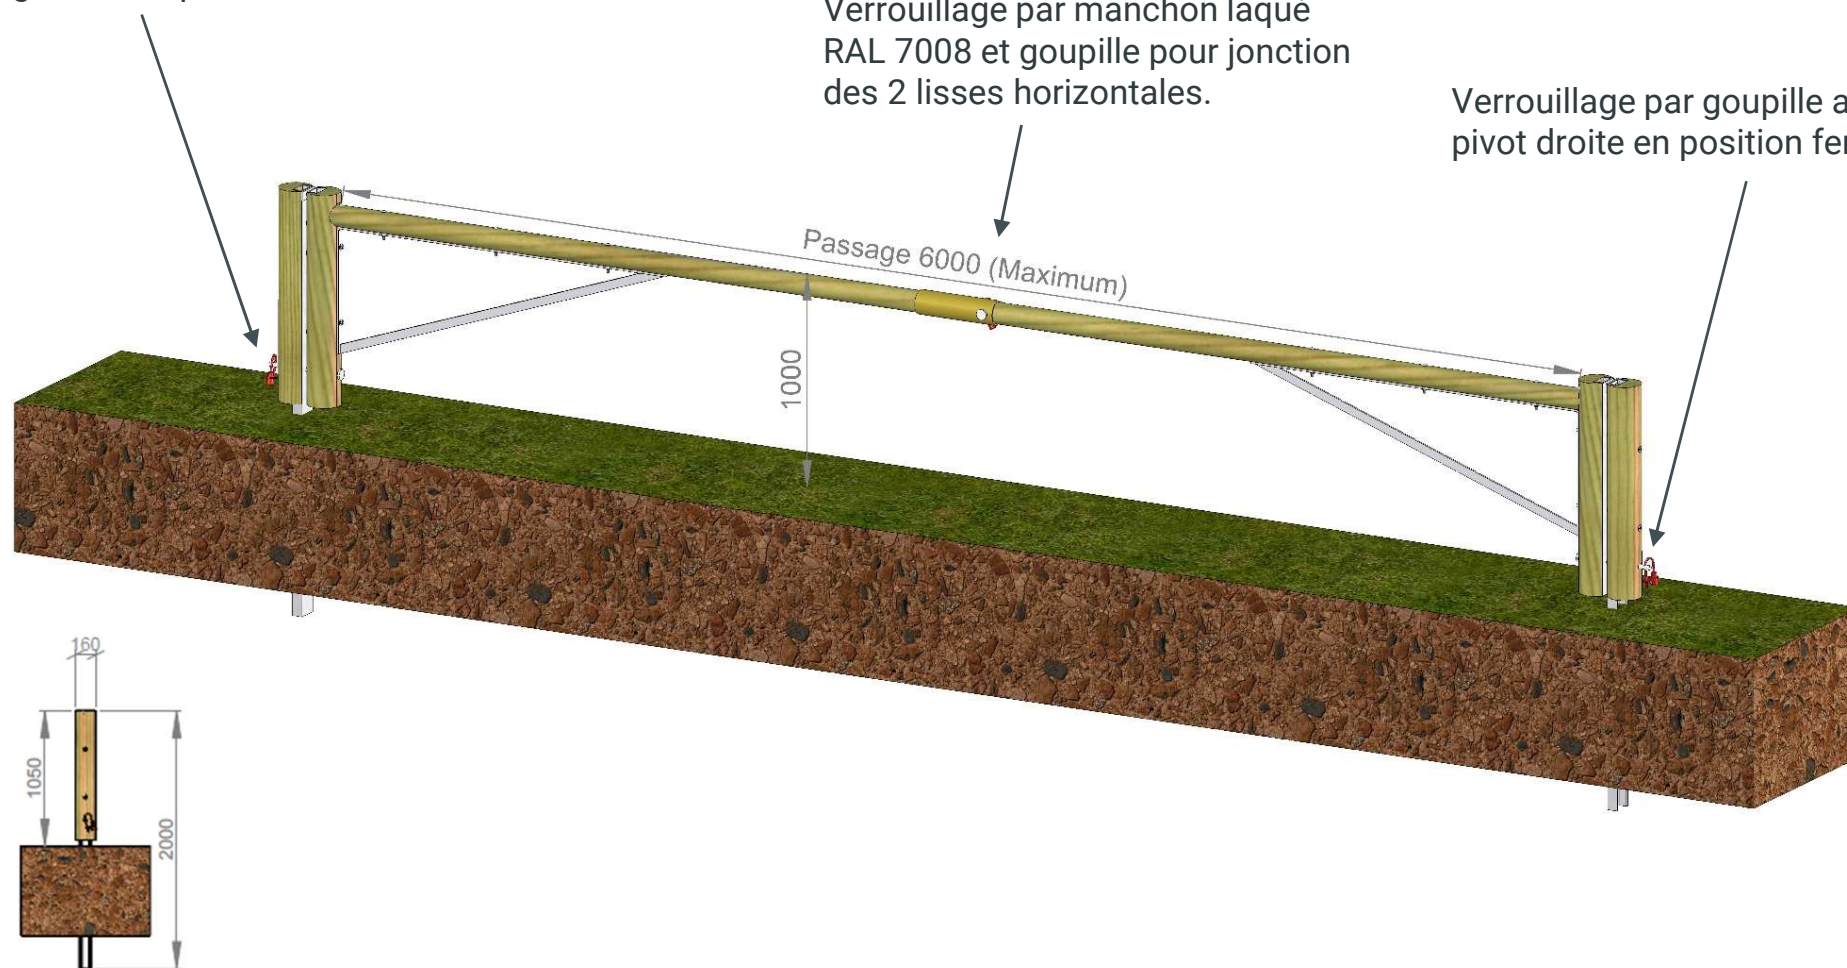 Verrouillage par manchon laqué
RAL 7008 et goupille pour jonction
des 2 lisses horizontales.
Verrouillage par goupille
pivot droite en position
Passage 6000 (Maximum)
1000
160
1050
2000